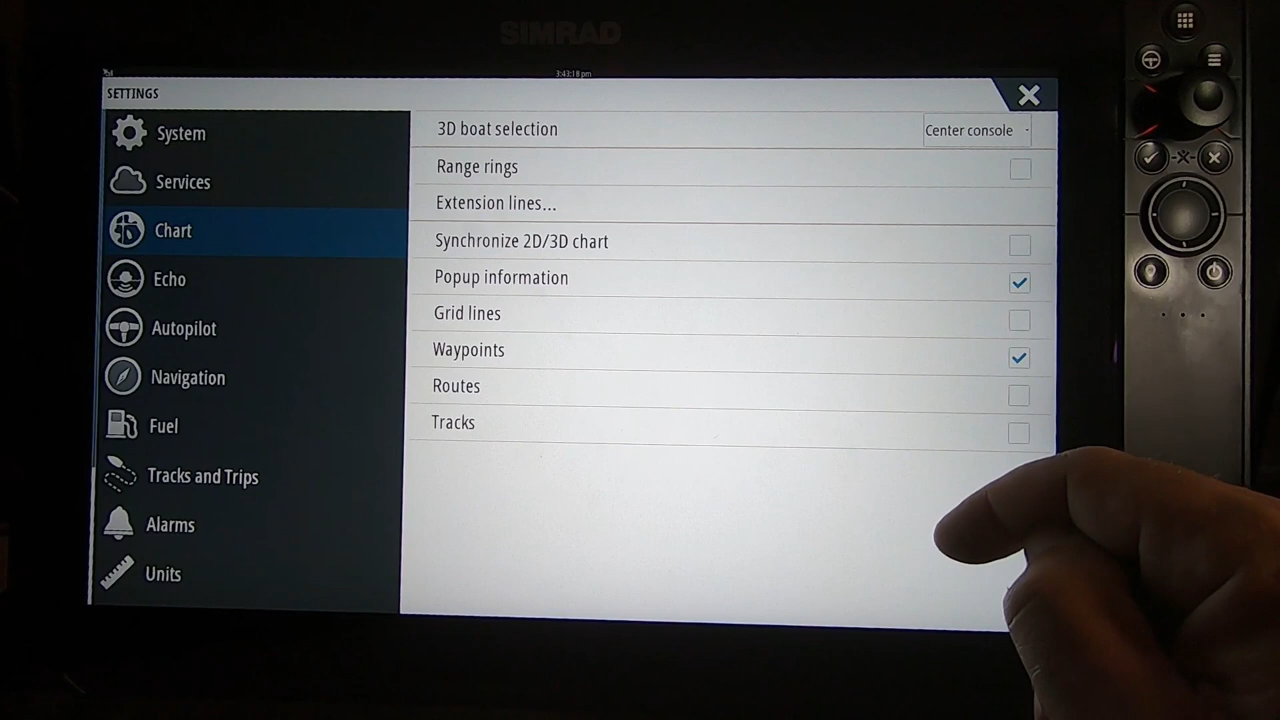 SIMRAD
3:43:18 pm
SETTINGS
System
Services
Chart
Echo
Autopilot
Navigation
Fuel
Tracks and Trips
Alarms
Units
3D boat selection
Center console
Range rings
Extension lines...
Synchronize 2D/3D chart
Popup information
Grid lines
Waypoints
Routes
Tracks